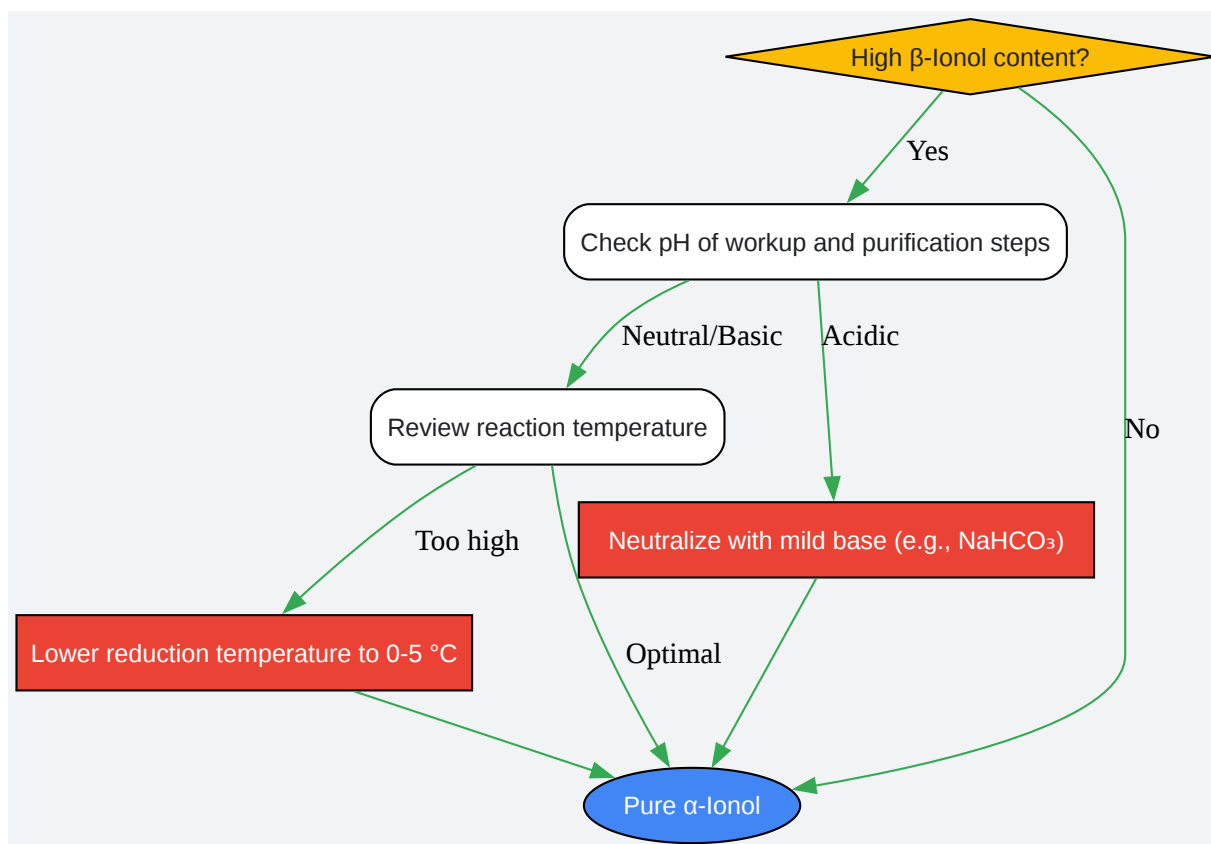 High β-Ionol content?
Yes
Check pH of workup and purification steps
Neutral/Basic
Acidic
Review reaction temperature
No
Too high
Neutralize with mild base (e.g., NaHCO₃)
Lower reduction temperature to 0-5 °C
Optimal
Pure α-Ionol